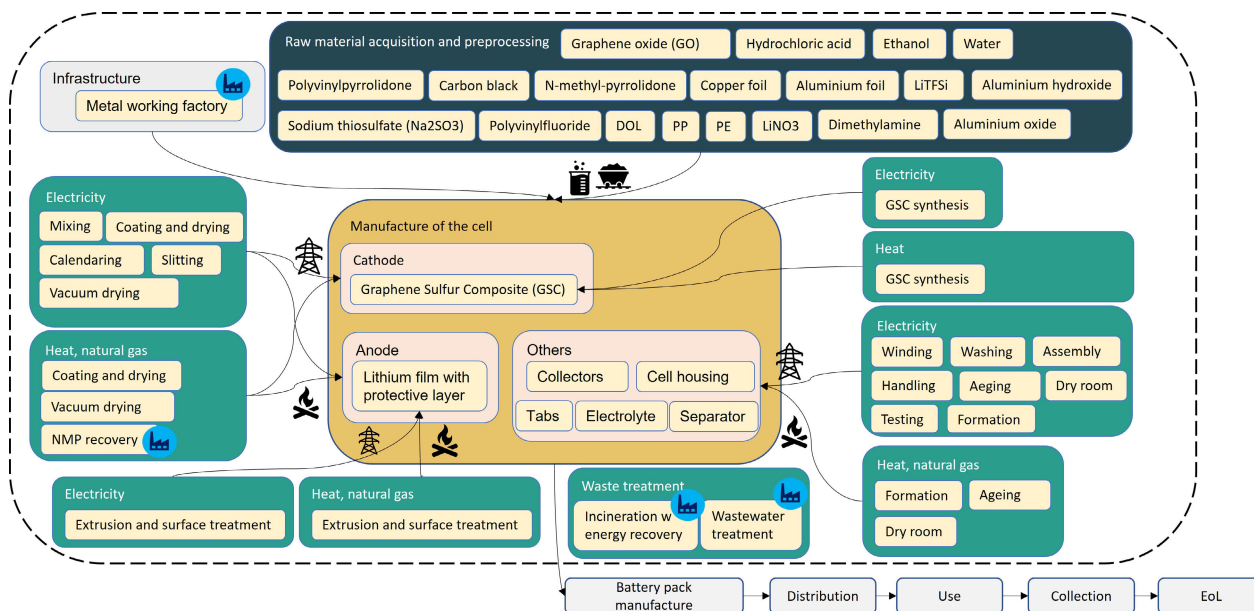 Raw material acquisition and preprocessing
Graphene oxide (GO)
Hydrochloric acid
Ethanol
Water
Polyvinylpyrrolidone
Carbon black
N-methyl-pyrrolidone
Copper foil
Aluminium foil
LiTFSi
Aluminium hydroxide
Sodium thiosulfate (Na2SO3)
Polyvinylfluoride
DOL
PP
PE
LiNO3
Dimethylamine
Aluminium oxide
Infrastructure
Metal working factory
Electricity
Mixing
Coating and drying
Calendaring
Slitting
Vacuum drying
Heat, natural gas
Coating and drying
Vacuum drying
NMP recovery
Electricity
Extrusion and surface treatment
Heat, natural gas
Extrusion and surface treatment
Manufacture of the cell
Cathode
Graphene Sulfur Composite (GSC)
Anode
Lithium film with
protective layer
Others
Collectors
Cell housing
Tabs
Electrolyte
Separator
Electricity
GSC synthesis
Heat
GSC synthesis
Electricity
Winding
Washing
Assembly
Handling
Aeging
Dry room
Testing
Formation
Heat, natural gas
Formation
Ageing
Dry room
Waste treatment
Incineration w
energy recovery
Wastewater
treatment
Battery pack
manufacture
Distribution
Use
Collection
EoL